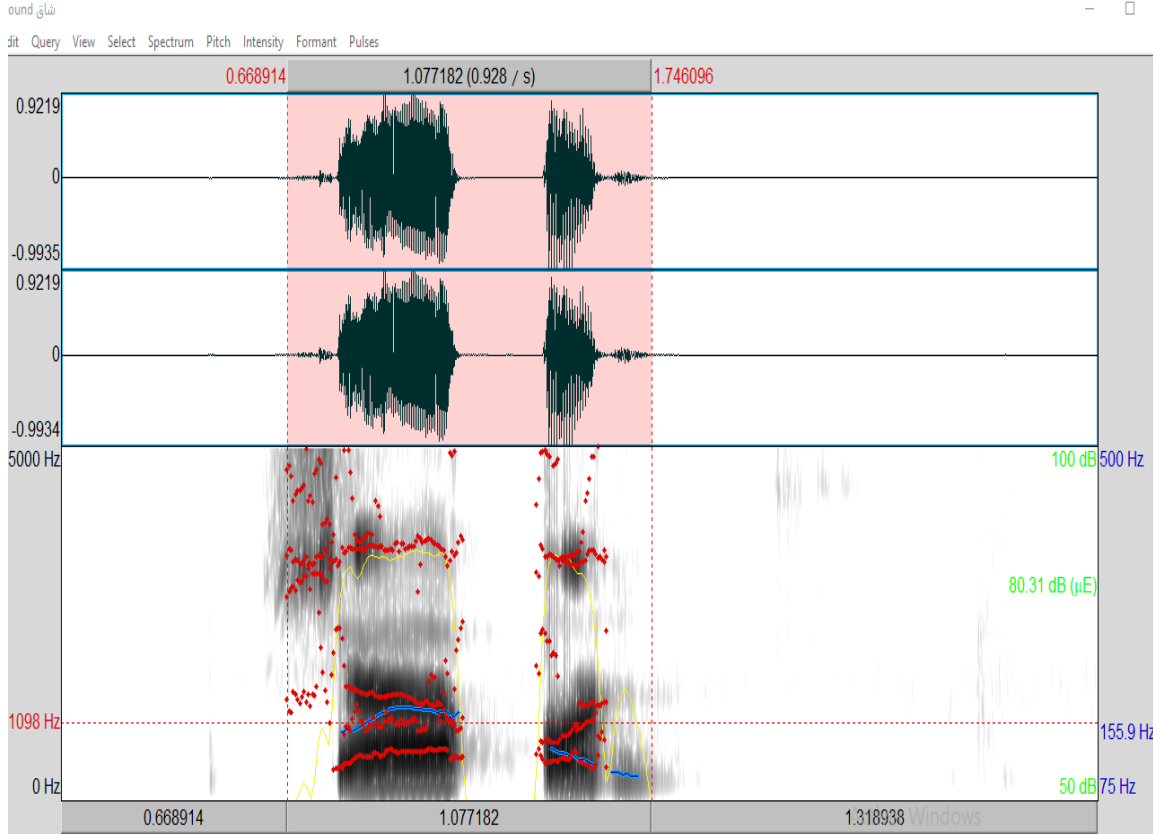 ound شاق
dit Query View Select Spectrum Pitch Intensity Formant Pulses
0.668914 1.077182 (0.928 / s) 1.746096
0.9219
0
-0.9935
0.9219
0
-0.9934
5000 Hz 100 dB 500 Hz
80.31 dB (µE)
1098 Hz 155.9 Hz
0 Hz 50 dB 75 Hz
0.668914 1.077182 1.318938 Windows